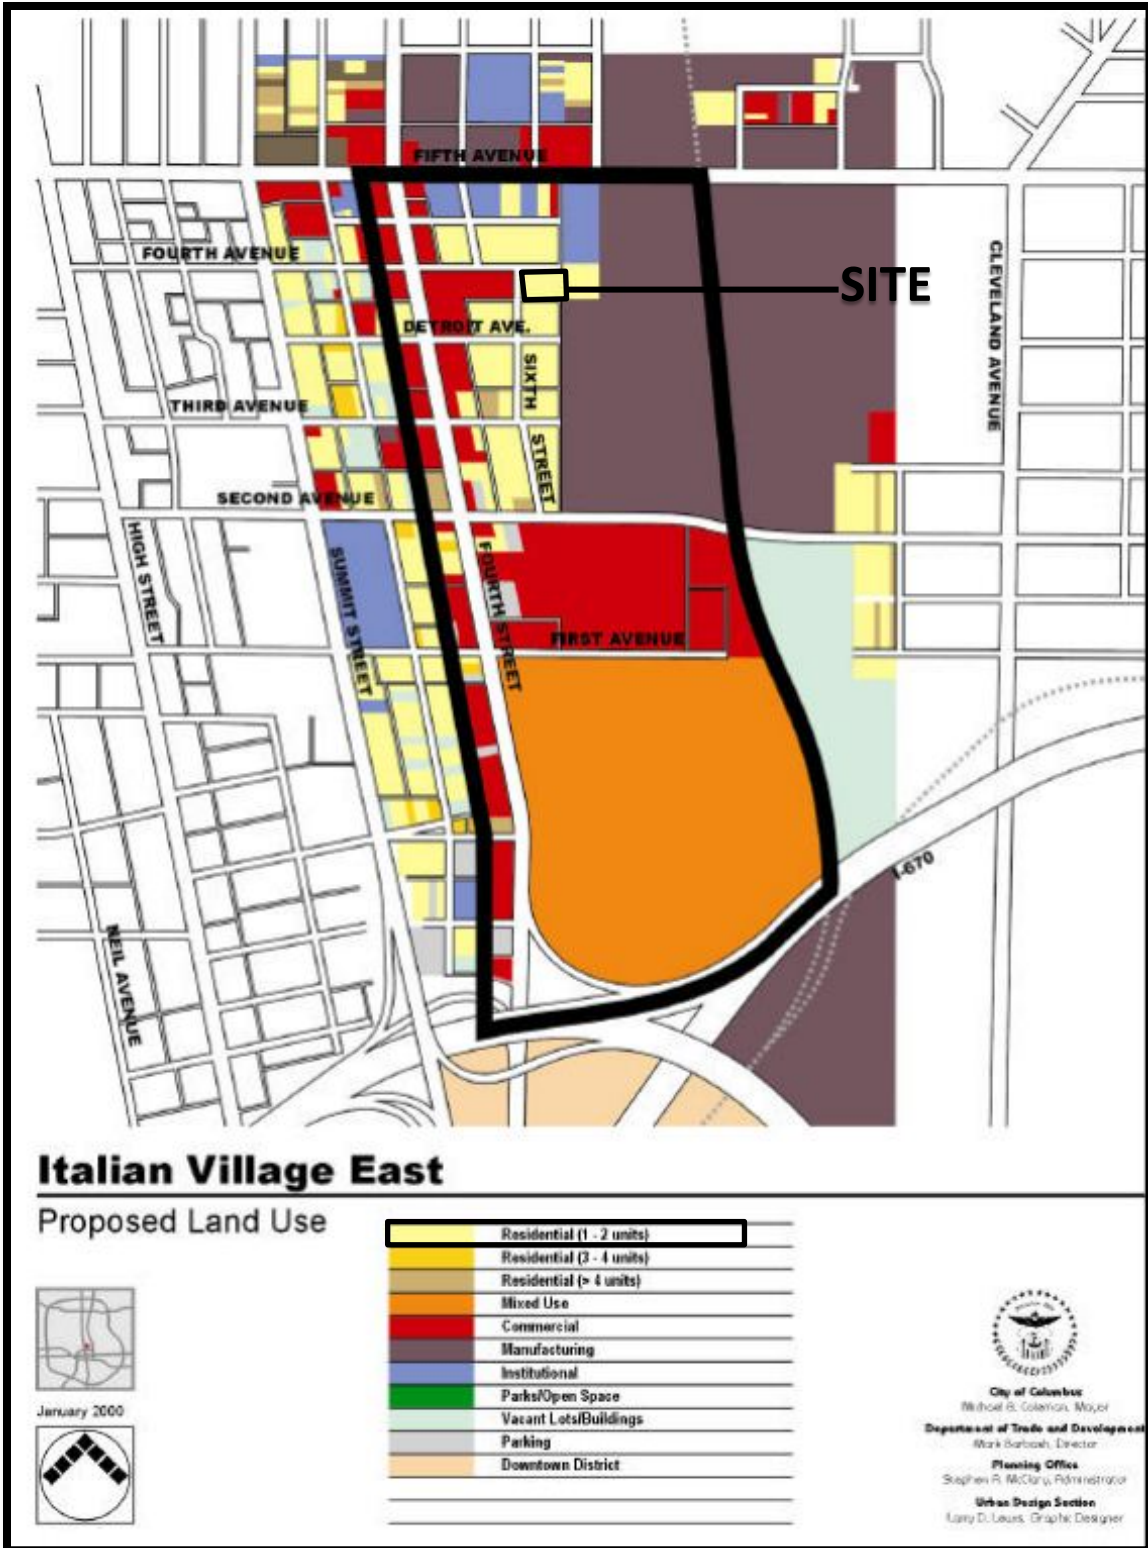 FIFTH AVENUE
FOURTH AVENUE
SITE
CLEVELAND AVENUE
DETROIT AVE.
SIXTH
STREET
THIRD AVENUE
SECOND AVENUE
HIGH STREET
SUMMIT STREET
FOURTH STREET
FIRST AVENUE
I-670
NEIL AVENUE
Italian Village East
Proposed Land Use
Residential (1 - 2 units)
Residential (3 - 4 units)
Residential (> 4 units)
Mixed Use
Commercial
Manufacturing
Institutional
Parks/Open Space
Vacant Lots/Buildings
Parking
Downtown District
January 2000
City of Columbus
Michael B. Coleman, Mayor
Department of Trade and Development
Mark Barbash, Director
Planning Office
Stephen R. McClary, Administrator
Urban Design Section
Larry D. Lewis, Graphic Designer